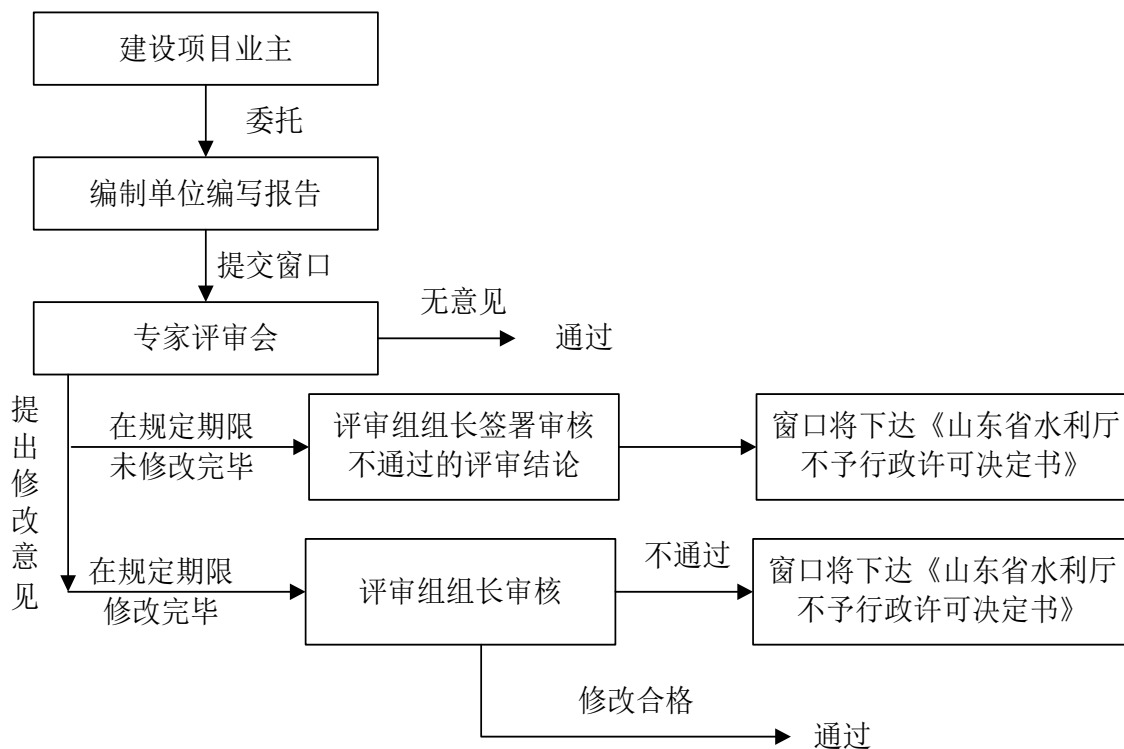 建设项目业主
委托
编制单位编写报告
提交窗口
专家评审会
无意见
通过
提出修改意见
在规定期限
未修改完毕
评审组组长签署审核
不通过的评审结论
窗口将下达《山东省水利厅
不予行政许可决定书》
在规定期限
修改完毕
评审组组长审核
不通过
窗口将下达《山东省水利厅
不予行政许可决定书》
修改合格
通过